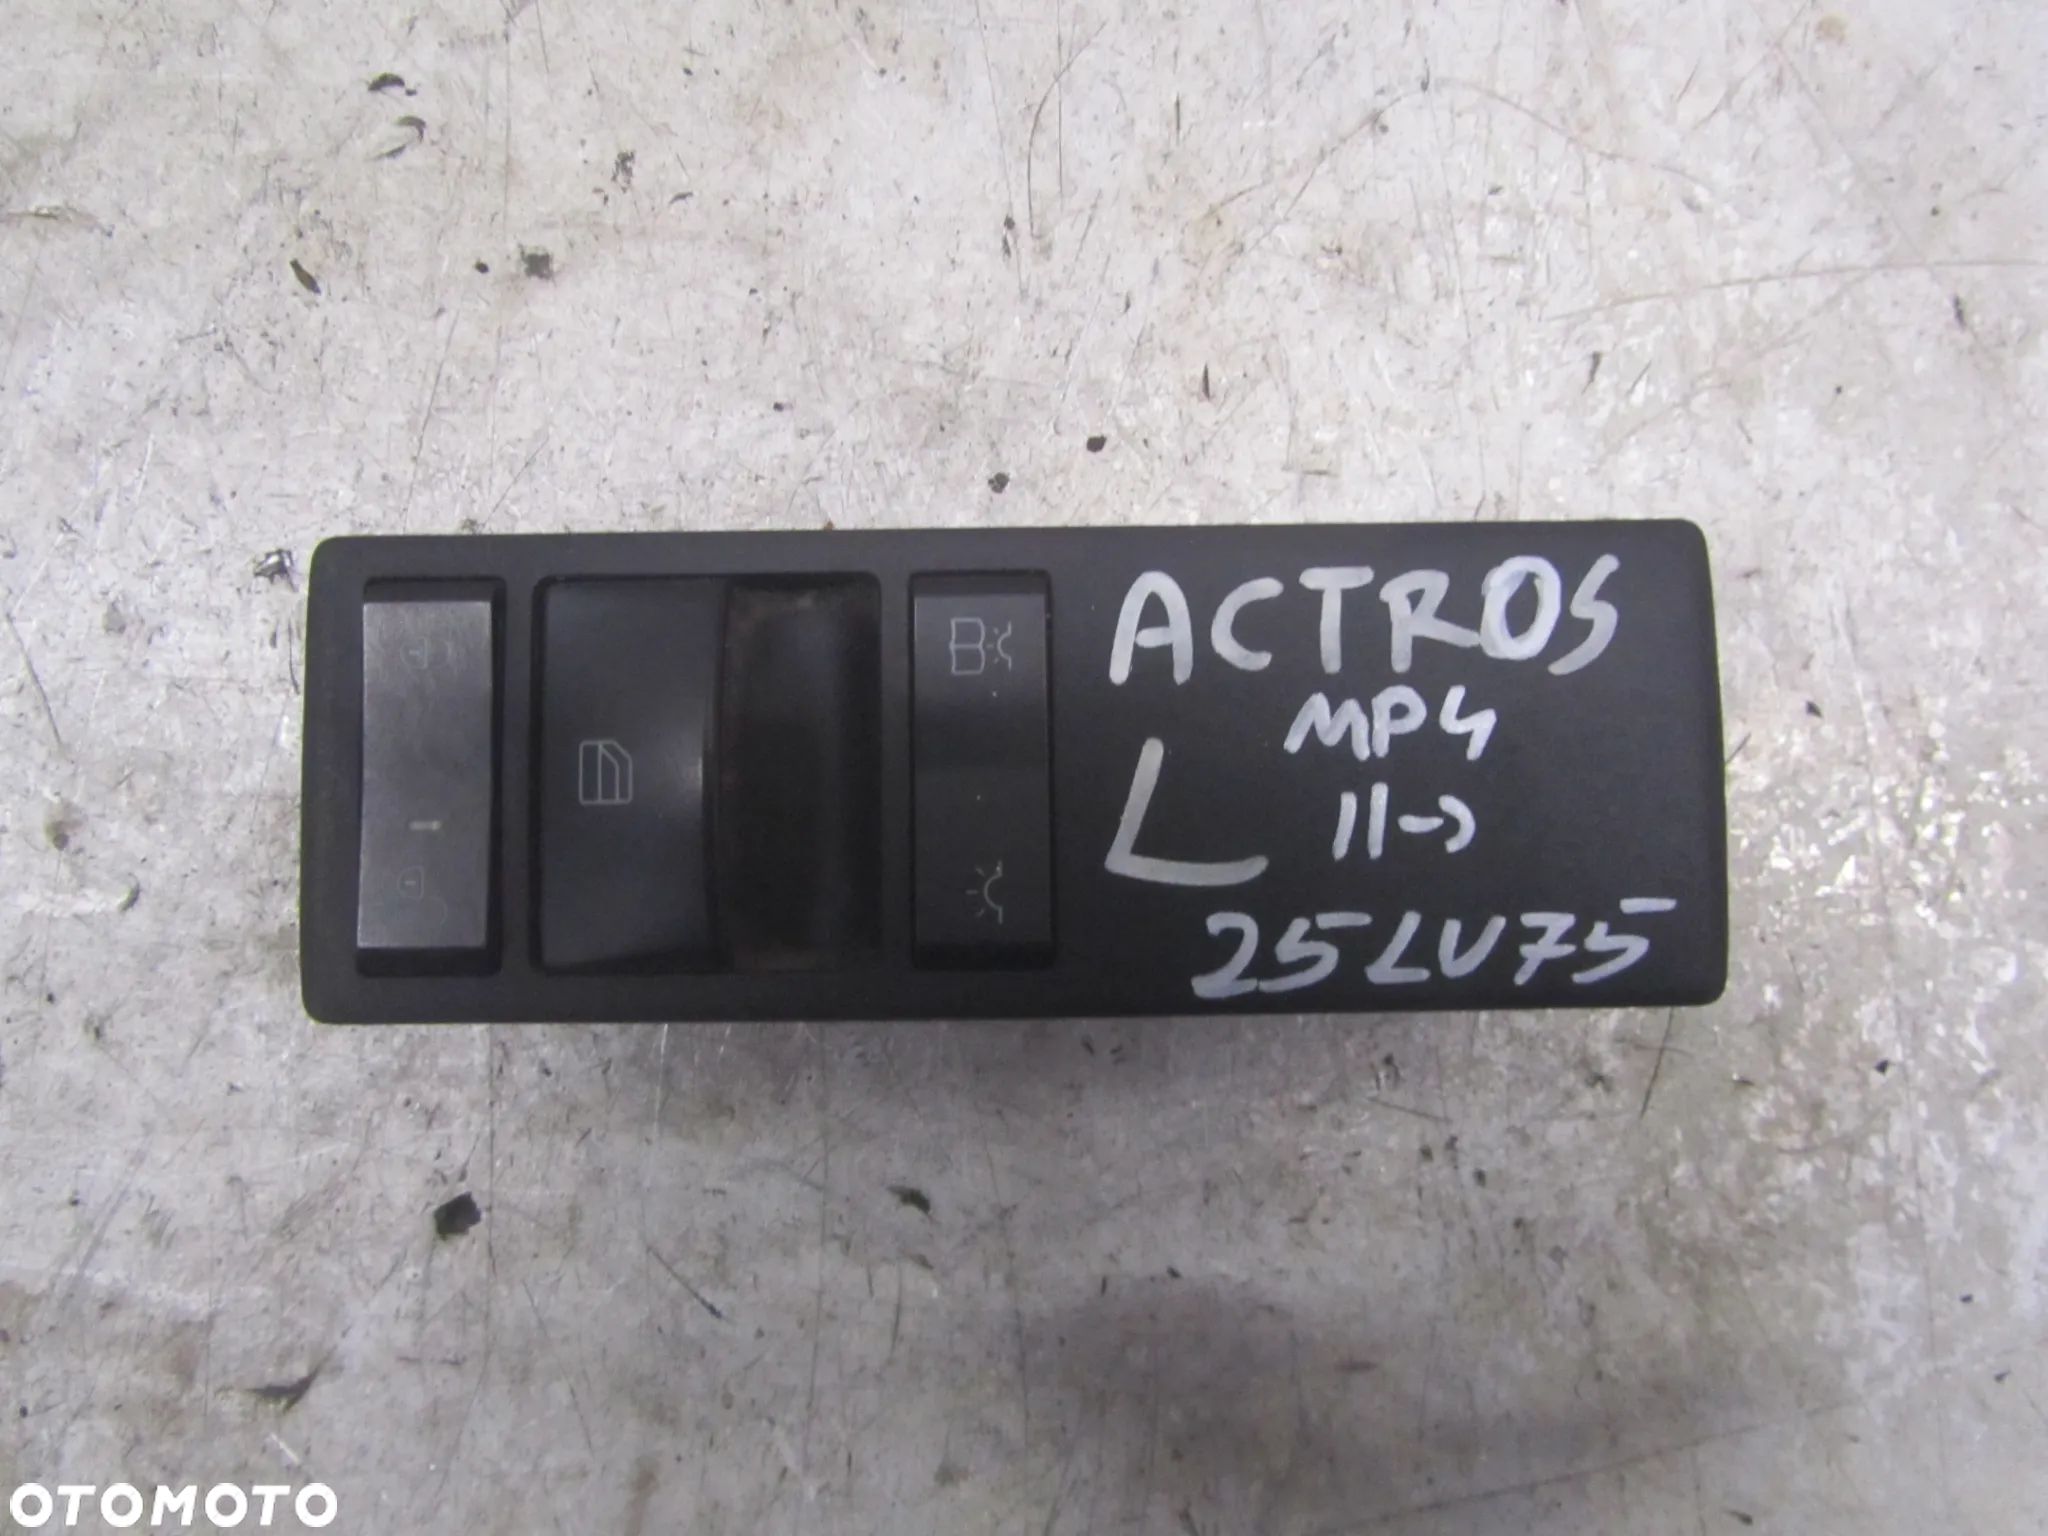 ACTROS
MP4
L 11->
25LU75
OTOMOTO